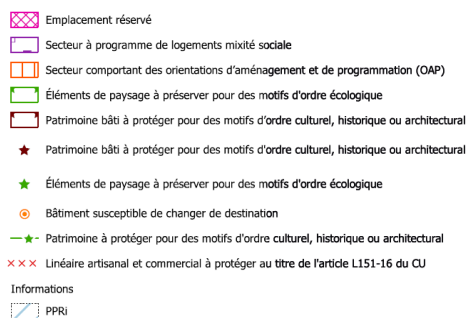 Emplacement réservé
Secteur à programme de logements mixité sociale
Secteur comportant des orientations d'aménagement et de programmation (OAP)
Éléments de paysage à préserver pour des motifs d'ordre écologique
Patrimoine bâti à protéger pour des motifs d'ordre culturel, historique ou architectural
Patrimoine bâti à protéger pour des motifs d'ordre culturel, historique ou architectural
Éléments de paysage à préserver pour des motifs d'ordre écologique
Bâtiment susceptible de changer de destination
Patrimoine à protéger pour des motifs d'ordre culturel, historique ou architectural
Linéaire artisanal et commercial à protéger au titre de l'article L151-16 du CU
Informations
PPRi